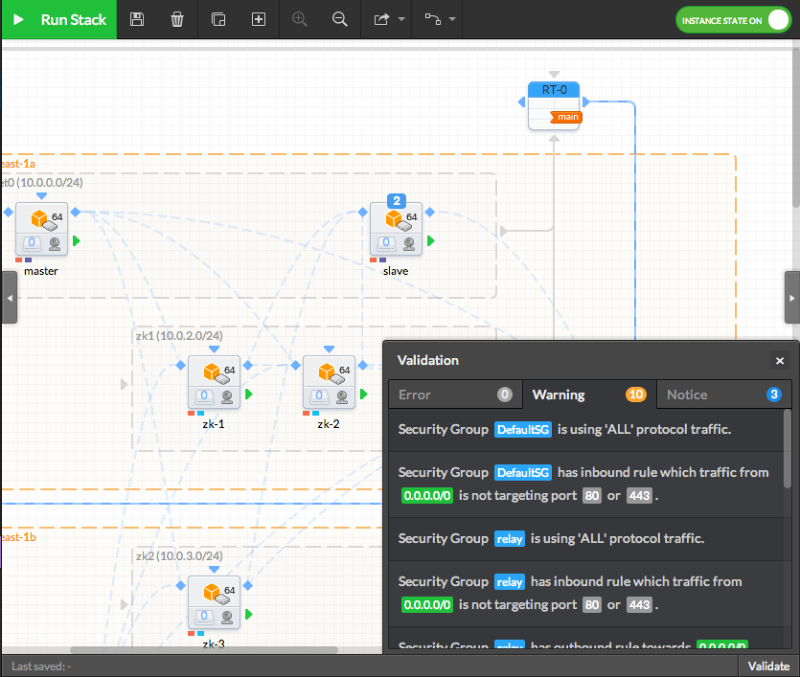 Run Stack
INSTANCE STATE ON
RT-0
main
east-1a
et0 (10.0.0.0/24)
64
0
master
2
64
0
slave
zk1 (10.0.2.0/24)
64
0
zk-1
64
0
zk-2
east-1b
zk2 (10.0.3.0/24)
64
0
zk-3
Validation
Error 0 Warning 10 Notice 3
Security Group DefaultSG is using 'ALL' protocol traffic.
Security Group DefaultSG has inbound rule which traffic from
0.0.0.0/0 is not targeting port 80 or 443 .
Security Group relay is using 'ALL' protocol traffic.
Security Group relay has inbound rule which traffic from
0.0.0.0/0 is not targeting port 80 or 443 .
Security Group relay has outbound rule towards 0.0.0.0/0
Last saved: -
Validate